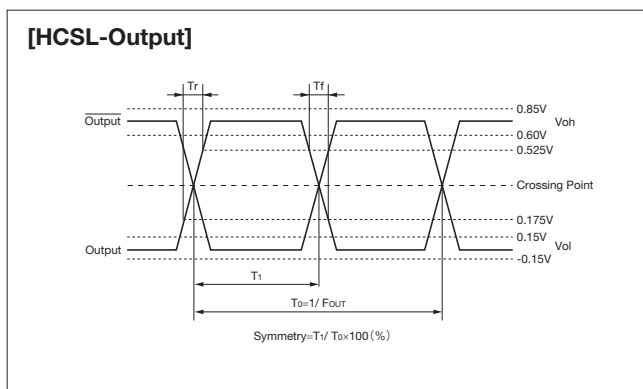 [HCSL-Output]
Tr
Tf
0.85V
Output
Voh
0.60V
0.525V
Crossing Point
0.175V
0.15V
Output
Vol
-0.15V
T1
T0=1/ FOUT
Symmetry=T1/ T0×100(%)